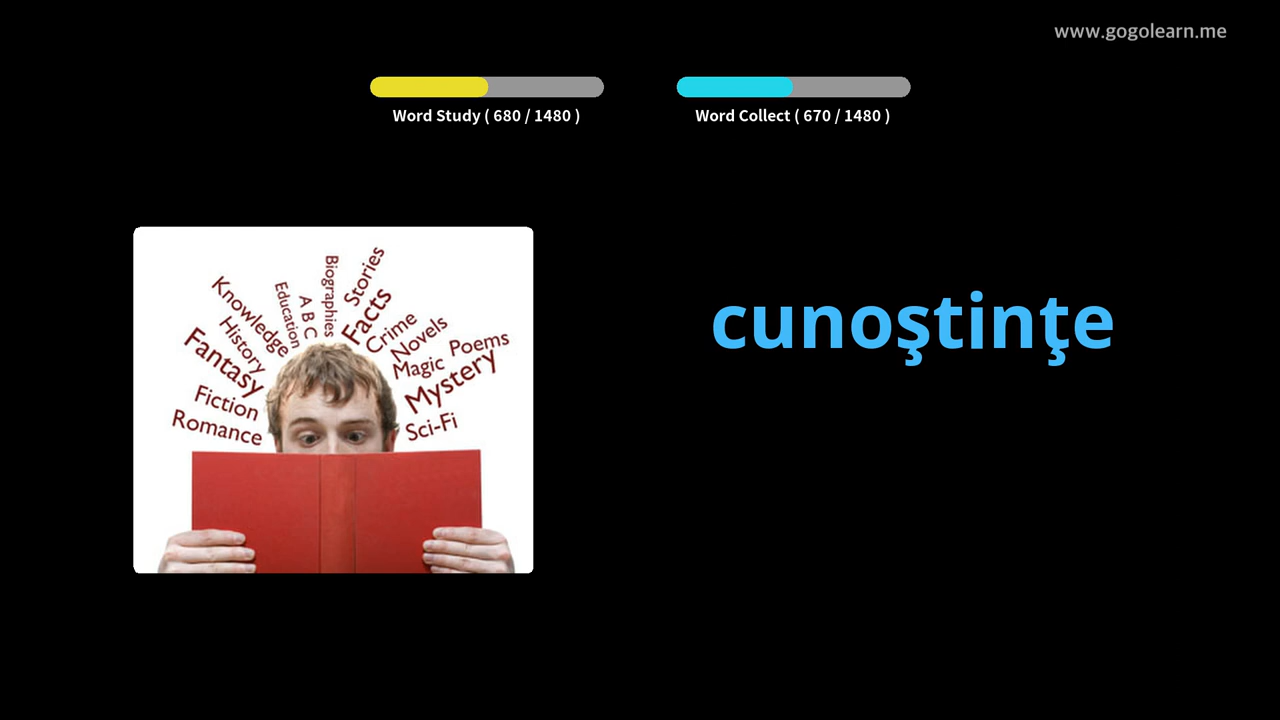 www.gogolearn.me
Word Study ( 680 / 1480 )
Word Collect ( 670 / 1480 )
Knowledge
History
Fantasy
Fiction
Romance
Education
A B C
Biographies
Stories
Facts
Crime
Novels
Magic
Poems
Mystery
Sci-Fi
cunoştinţe